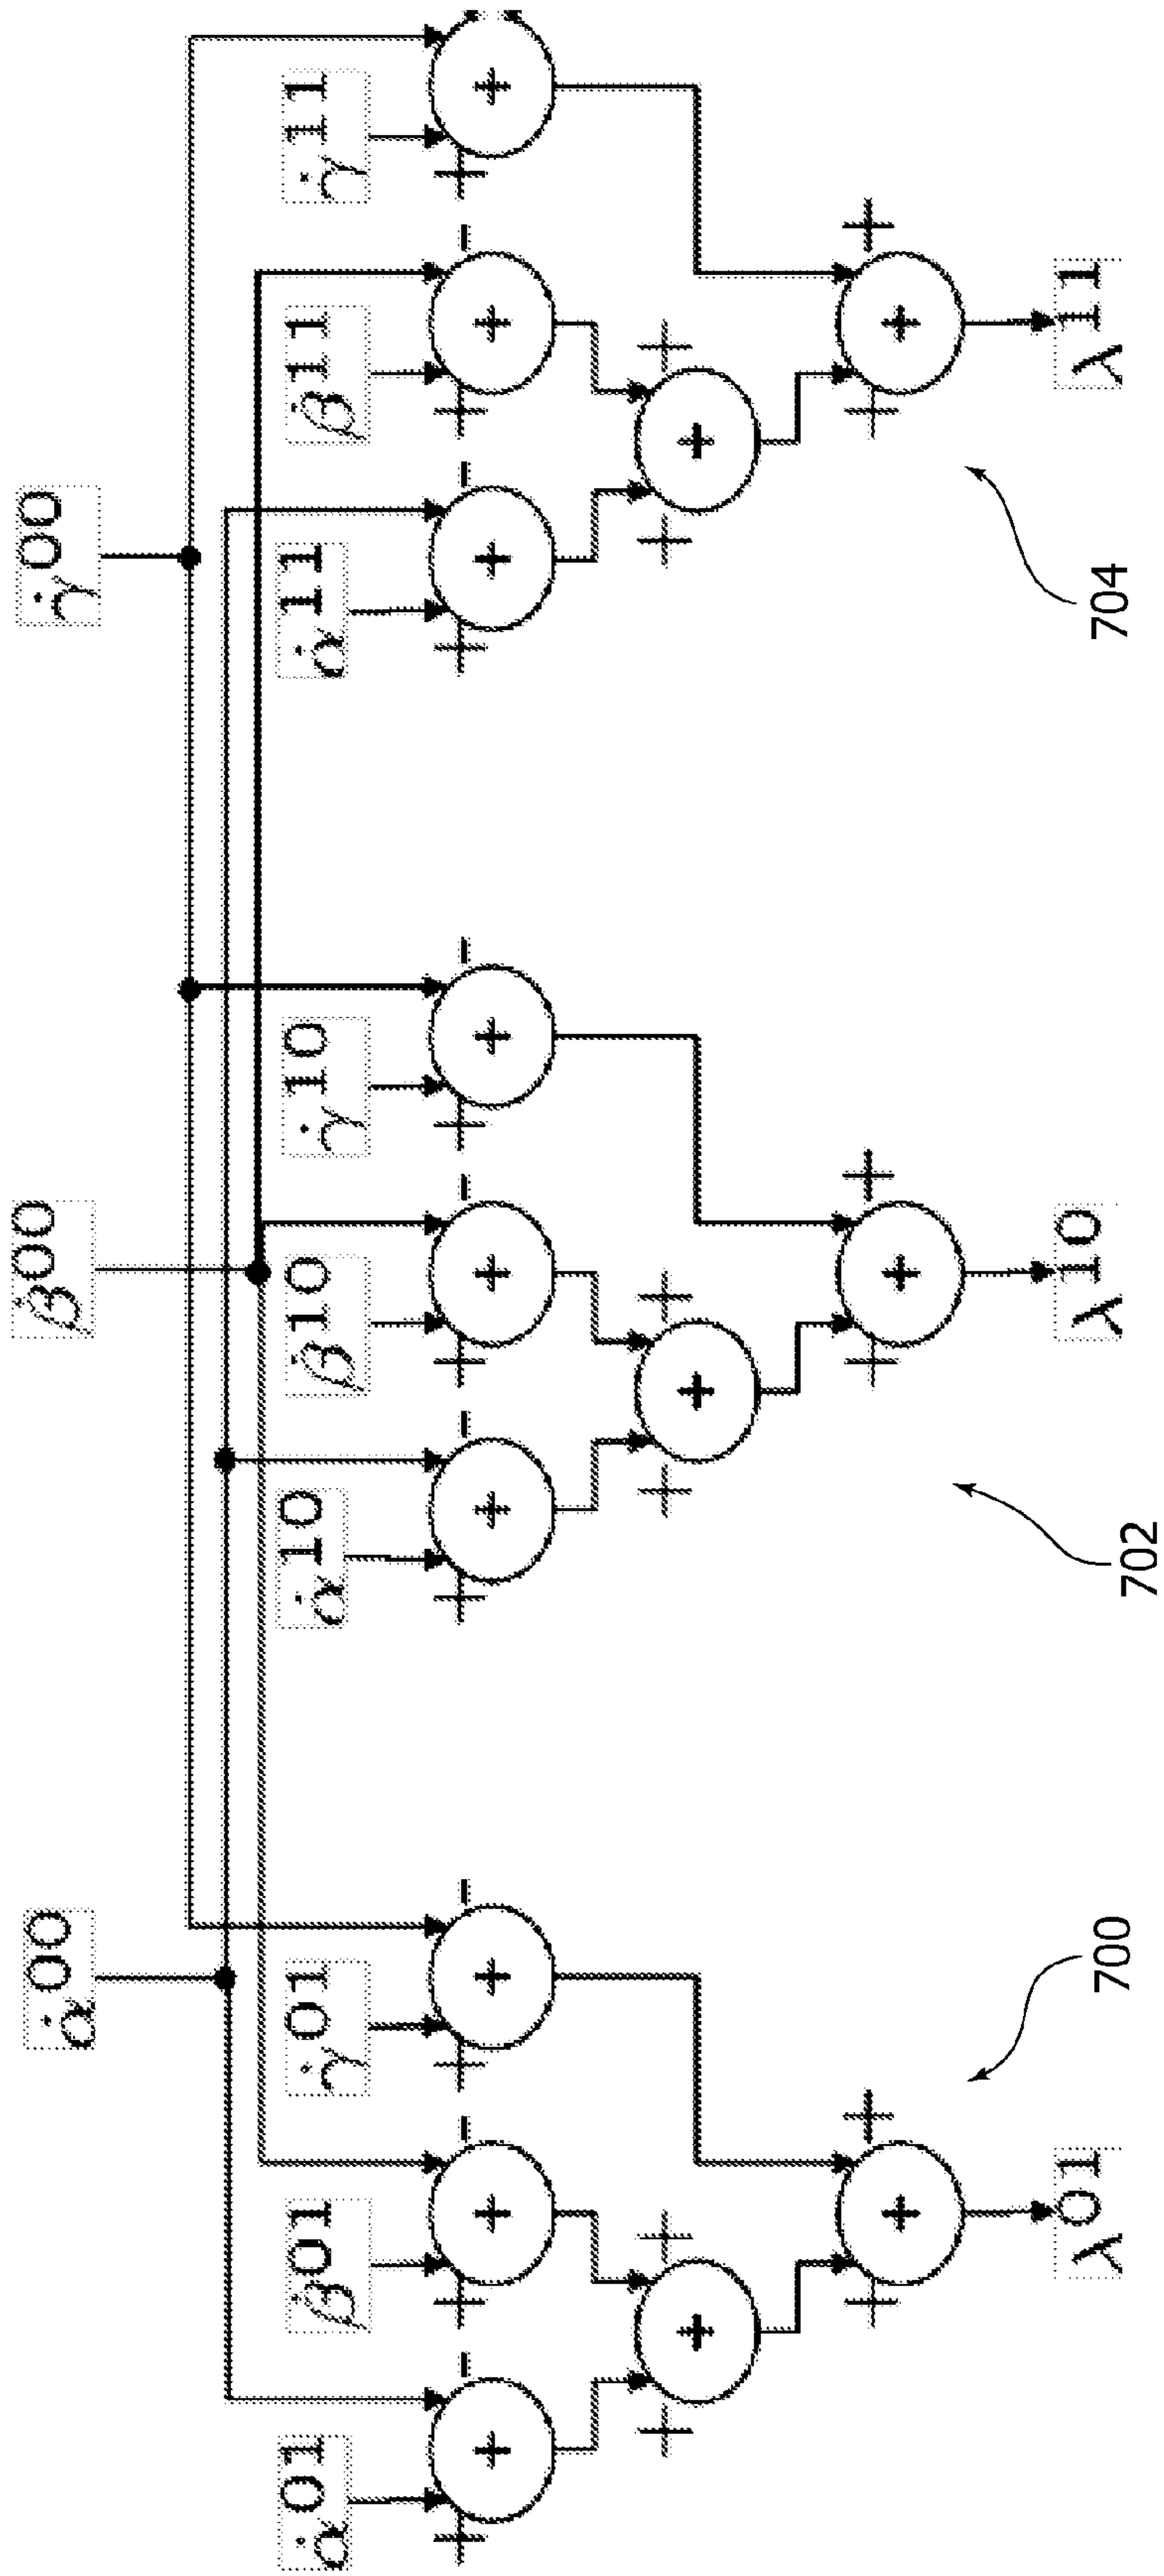 α̇00 β̇00 γ̇00
α̇01 β̇01 γ̇01 α̇10 β̇10 γ̇10 α̇11 β̇11 γ̇11
+ - + - + - + - + - + - + - + - +
+ + + + + + + + +
+ + + + + +
+ + +
+ + + + + +
+ + +
700 702 704
λ01 λ10 λ11